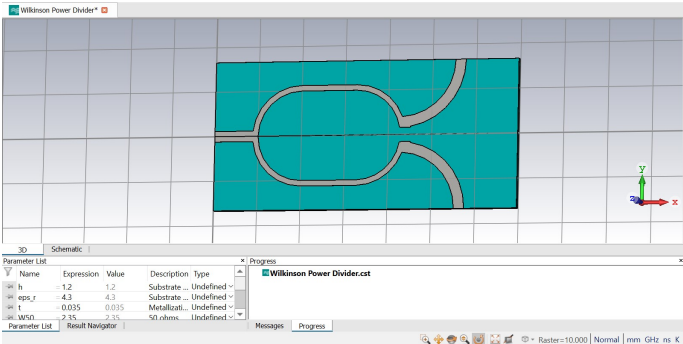 Wilkinson Power Divider*
y
z
x
3D Schematic
Parameter List × Progress ×
Name Expression Value Description Type
Wilkinson Power Divider.cst
h = 1.2 1.2 Substrate ... Undefined
eps_r = 4.3 4.3 Substrate ... Undefined
t = 0.035 0.035 Metallizati... Undefined
W50 = 2.35 2.35 50 ohms Undefined
Parameter List Result Navigator Messages Progress
Raster=10.000 Normal mm GHz ns K